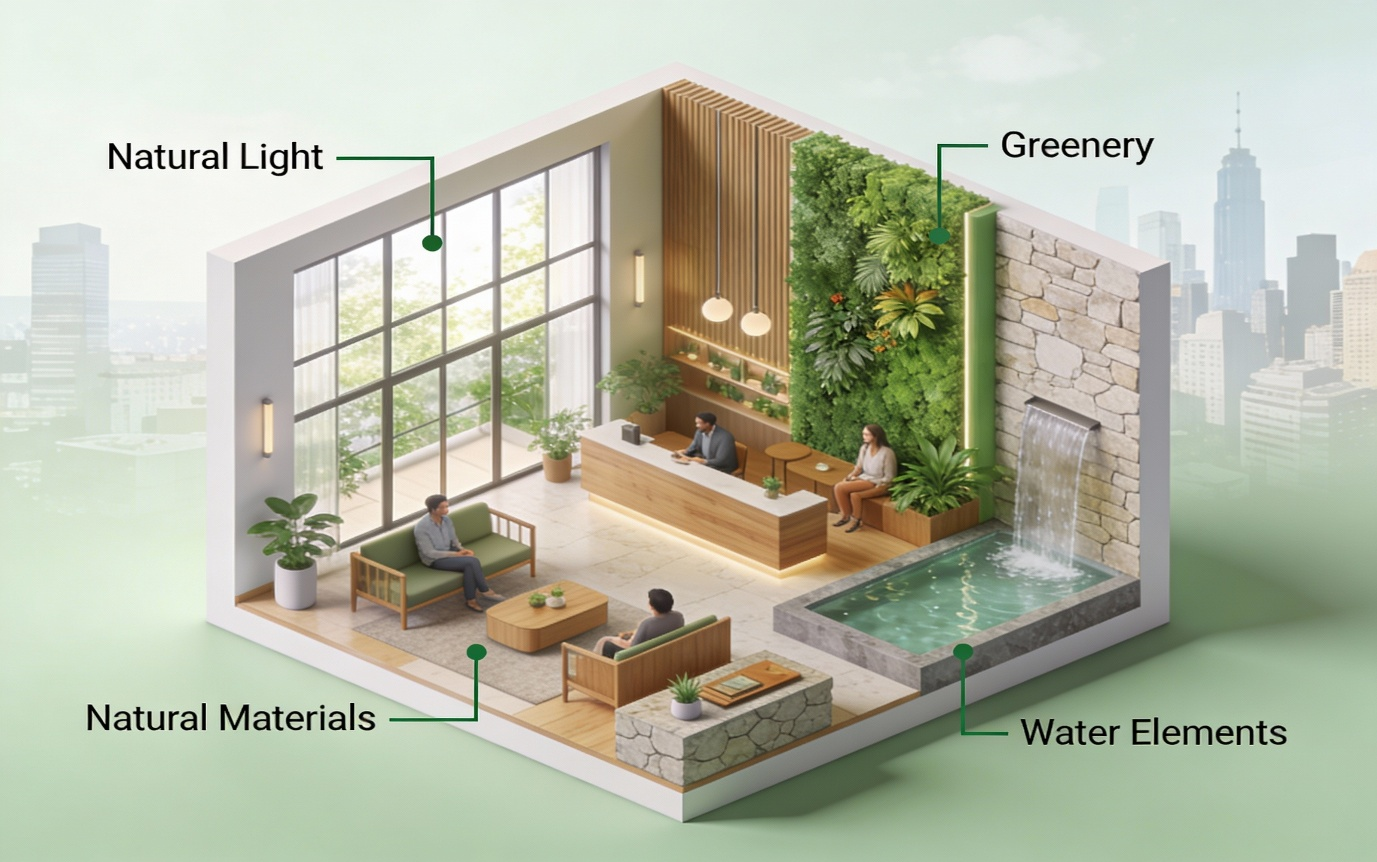 Natural Light
Greenery
Natural Materials
Water Elements